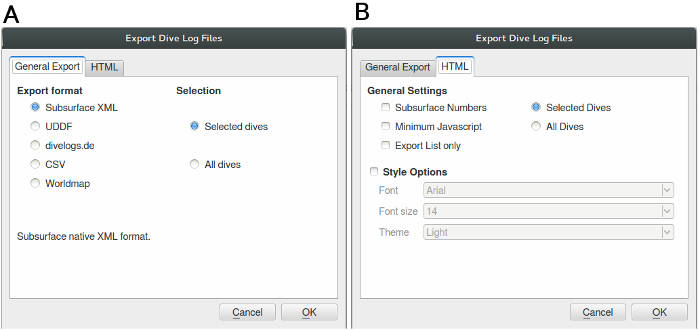 A
Export Dive Log Files
General Export HTML
Export format Selection
Subsurface XML
UDDF Selected dives
divelogs.de
CSV All dives
Worldmap
Subsurface native XML format.
Cancel OK
B
Export Dive Log Files
General Export HTML
General Settings
Subsurface Numbers Selected Dives
Minimum Javascript All Dives
Export List only
Style Options
Font Arial
Font size 14
Theme Light
Cancel OK